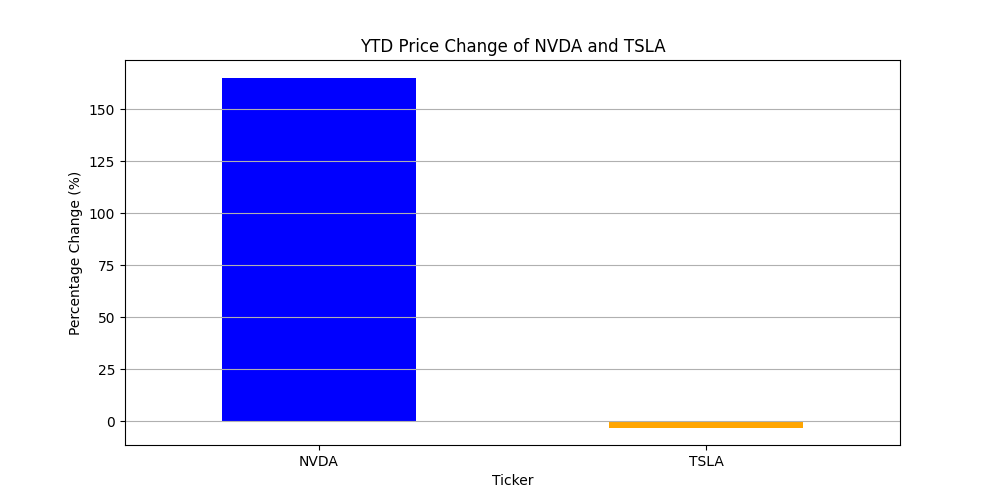 YTD Price Change of NVDA and TSLA
Percentage Change (%)
150
125
100
75
50
25
0
NVDA
TSLA
Ticker